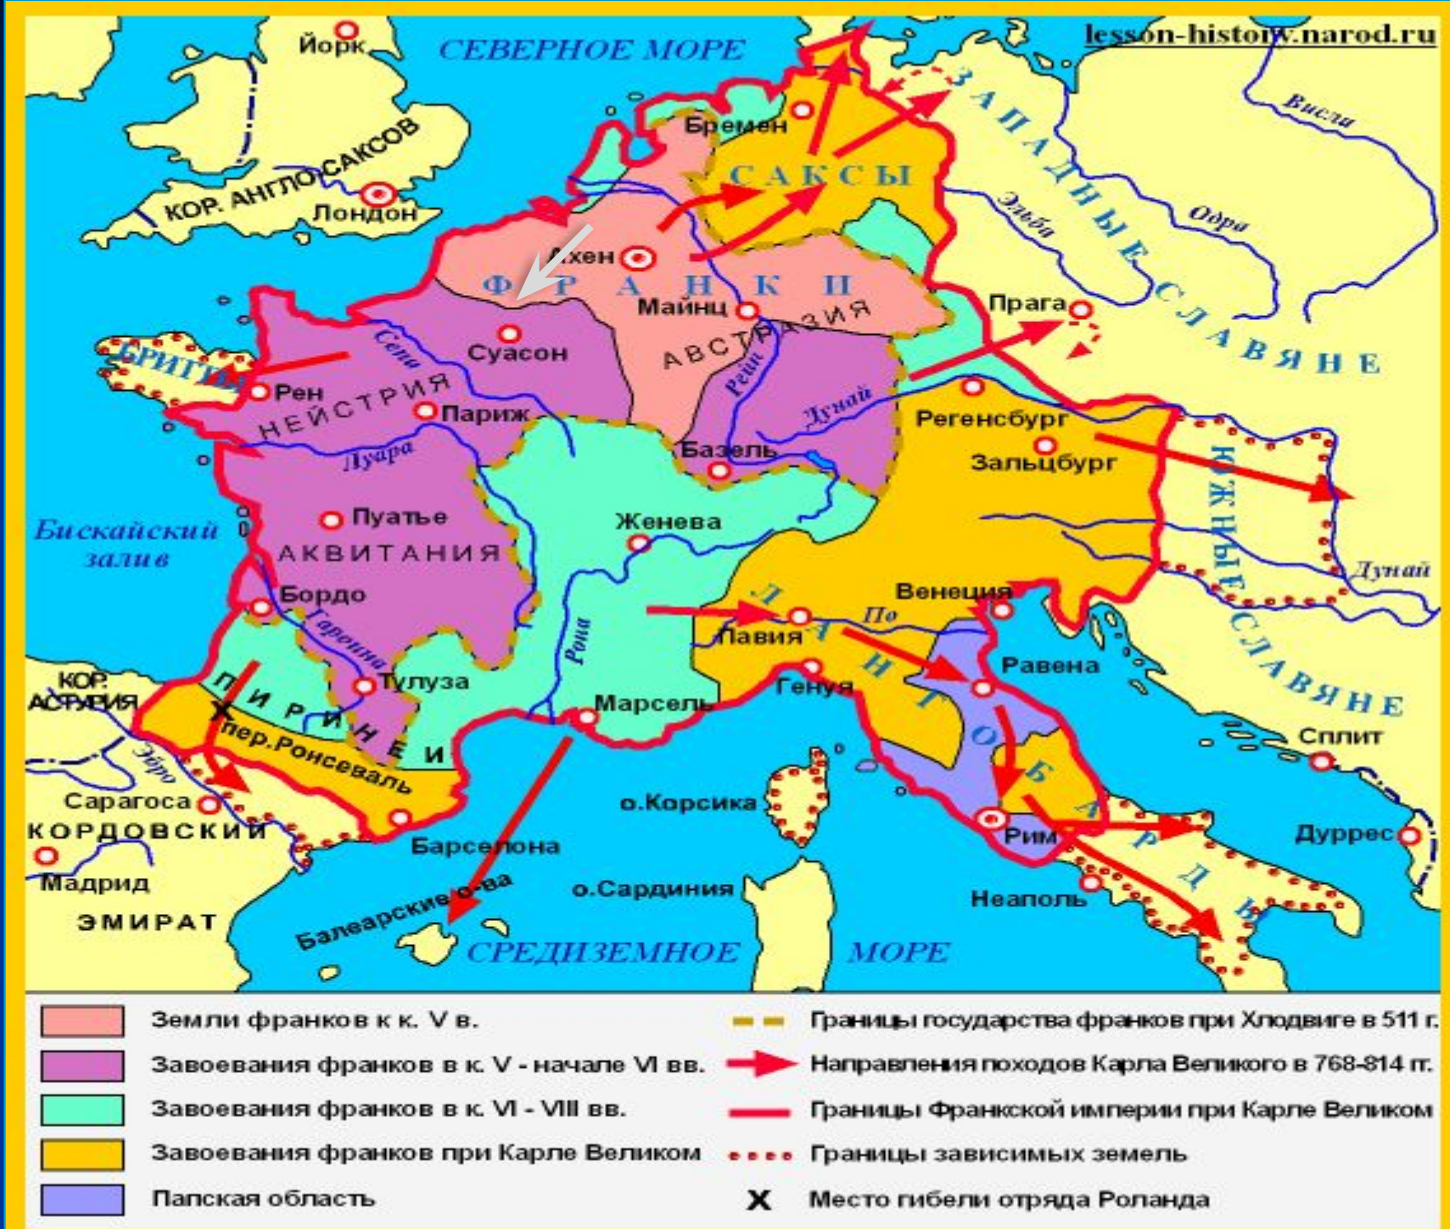 lesson-history.narod.ru
Йорк
СЕВЕРНОЕ МОРЕ
КОР. АНГЛО САКСОВ
Лондон
Бремен
САКСЫ
ЗАПАДНЫЕ СЛАВЯНЕ
Висла
Одра
Эльба
Ахен
ФРАНКИ
Майнц
АВСТРАЗИЯ
Прага
Суасон
Сена
Рейн
БРИТТЫ
Рен
НЕЙСТРИЯ
Париж
Дунай
Регенсбург
Луара
Базель
Зальцбург
ЮЖНЫЕ СЛАВЯНЕ
Бискайский
залив
Пуатье
АКВИТАНИЯ
Женева
Дунай
Бордо
Гаронна
Рона
Венеция
По
Павия
ЛАНГОБАРДЫ
Равена
Генуя
Тулуза
Марсель
КОР.
АСТУРИЯ
ПИРИНЕИ
пер.Ронсеваль
Эбро
Сплит
Сарагоса
о.Корсика
КОРДОВСКИЙ
Барселона
Рим
Дуррес
Мадрид
о.Сардиния
Неаполь
ЭМИРАТ
Балеарские о-ва
СРЕДИЗЕМНОЕ МОРЕ
Земли франков к к. V в.
Завоевания франков в к. V - начале VI вв.
Завоевания франков в к. VI - VIII вв.
Завоевания франков при Карле Великом
Папская область
Границы государства франков при Хлодвиге в 511 г.
Направления походов Карла Великого в 768-814 гг.
Границы Франкской империи при Карле Великом
Границы зависимых земель
X Место гибели отряда Роланда